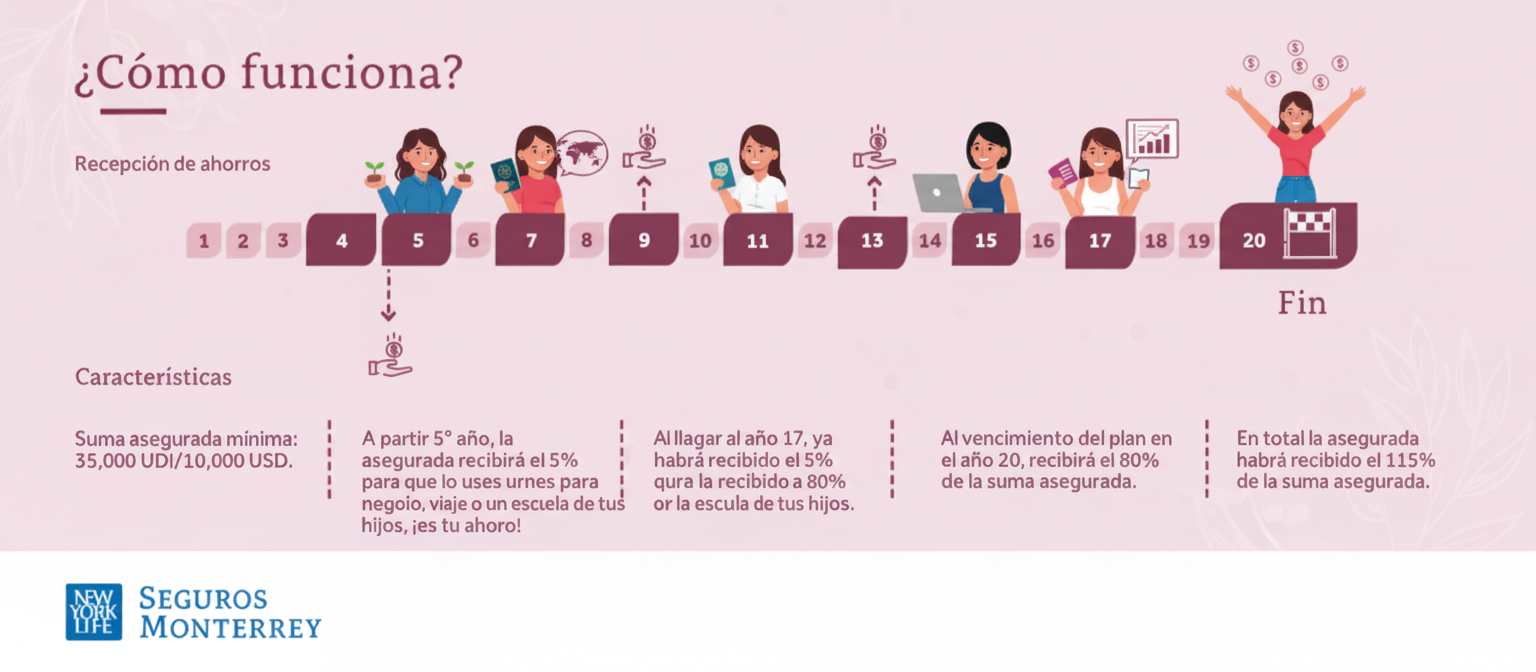 ¿Cómo funciona?
Recepción de ahorros
1 2 3 4 5 6 7 8 9 10 11 12 13 14 15 16 17 18 19 20
Fin
Características
Suma asegurada mínima:
35,000 UDI/10,000 USD.
A partir 5° año, la
asegurada recibirá el 5%
para que lo uses urnes para
negoio, viaje o un escuela de tus
hijos, ¡es tu ahoro!
Al llagar al año 17, ya
habrá recibido el 5%
qura la recibido a 80%
or la escula de tus hijos.
Al vencimiento del plan en
el año 20, recibirá el 80%
de la suma asegurada.
En total la asegurada
habrá recibido el 115%
de la suma asegurada.
NEW
YORK
LIFE
SEGUROS
MONTERREY